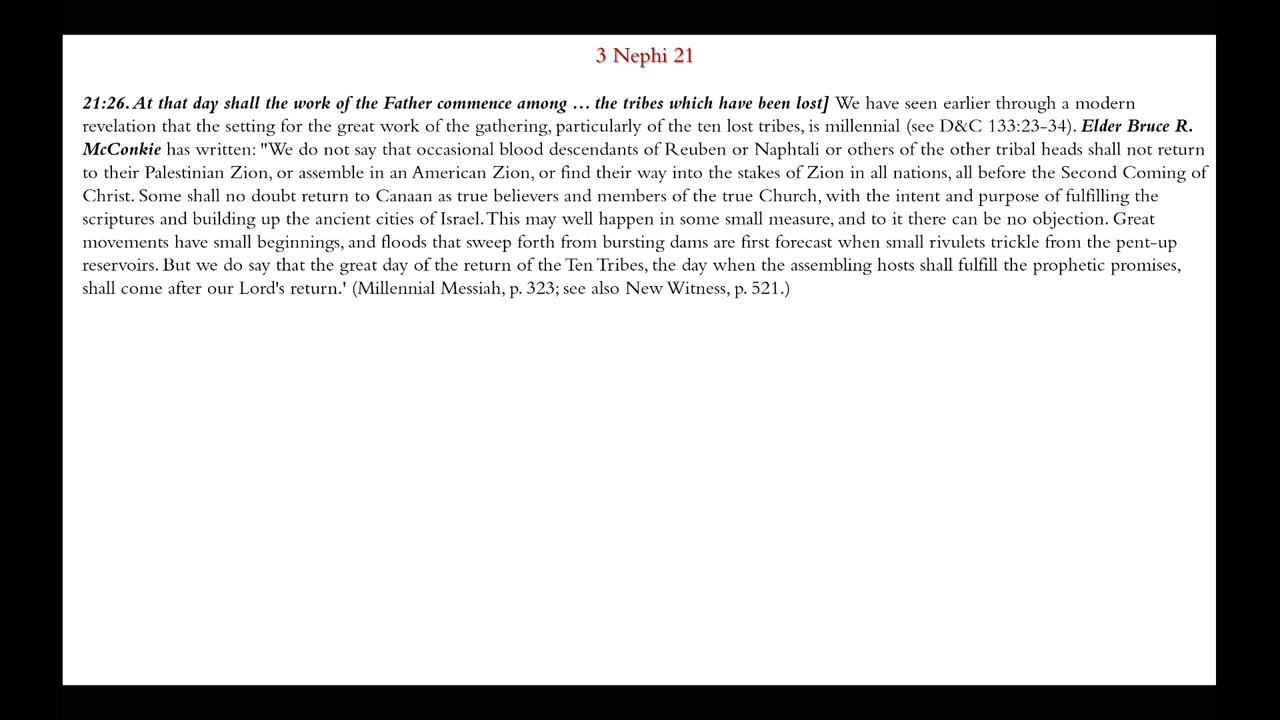 3 Nephi 21
21:26. At that day shall the work of the Father commence among … the tribes which have been lost] We have seen earlier through a modern
revelation that the setting for the great work of the gathering, particularly of the ten lost tribes, is millennial (see D&C 133:23-34). Elder Bruce R.
McConkie has written: "We do not say that occasional blood descendants of Reuben or Naphtali or others of the other tribal heads shall not return
to their Palestinian Zion, or assemble in an American Zion, or find their way into the stakes of Zion in all nations, all before the Second Coming of
Christ. Some shall no doubt return to Canaan as true believers and members of the true Church, with the intent and purpose of fulfilling the
scriptures and building up the ancient cities of Israel. This may well happen in some small measure, and to it there can be no objection. Great
movements have small beginnings, and floods that sweep forth from bursting dams are first forecast when small rivulets trickle from the pent-up
reservoirs. But we do say that the great day of the return of the Ten Tribes, the day when the assembling hosts shall fulfill the prophetic promises,
shall come after our Lord's return.' (Millennial Messiah, p. 323; see also New Witness, p. 521.)